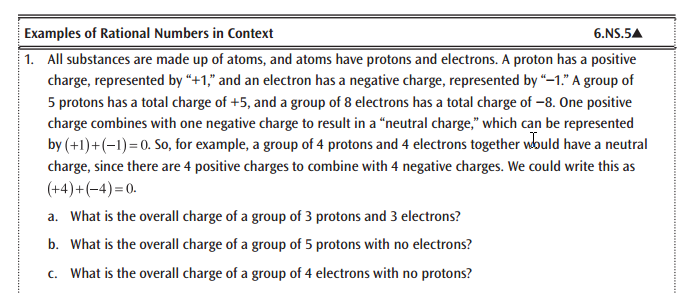 Examples of Rational Numbers in Context 6.NS.5▲
1. All substances are made up of atoms, and atoms have protons and electrons. A proton has a positive
charge, represented by “+1,” and an electron has a negative charge, represented by “−1.” A group of
5 protons has a total charge of +5, and a group of 8 electrons has a total charge of −8. One positive
charge combines with one negative charge to result in a “neutral charge,” which can be represented
by (+1)+(−1)=0. So, for example, a group of 4 protons and 4 electrons together would have a neutral
charge, since there are 4 positive charges to combine with 4 negative charges. We could write this as
(+4)+(−4)=0.
a. What is the overall charge of a group of 3 protons and 3 electrons?
b. What is the overall charge of a group of 5 protons with no electrons?
c. What is the overall charge of a group of 4 electrons with no protons?